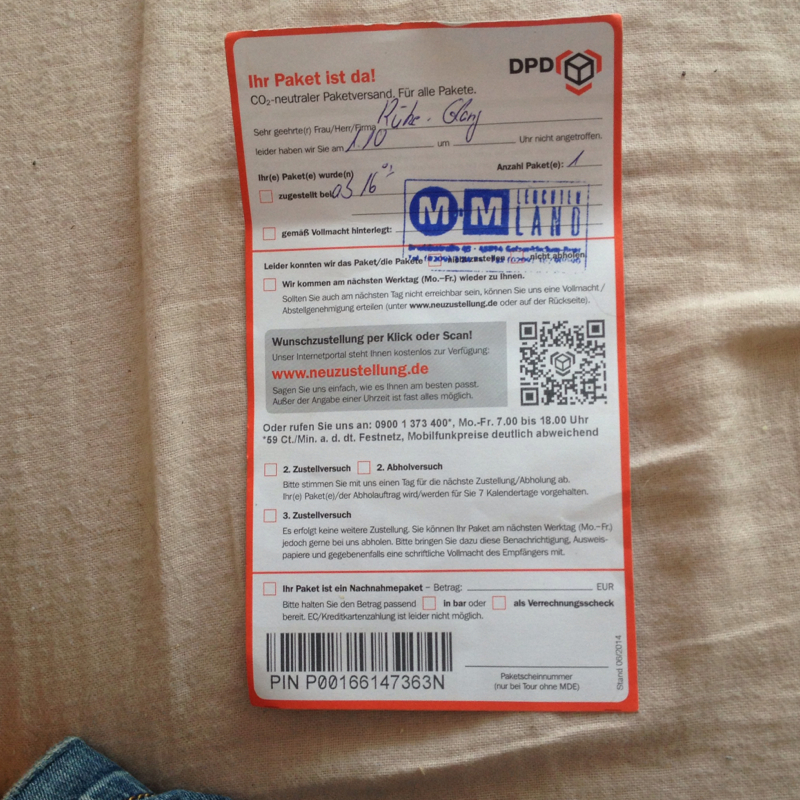 DPD
Ihr Paket ist da!
CO₂-neutraler Paketversand. Für alle Pakete.
Sehr geehrte(r) Frau/Herr/Firma
leider haben wir Sie am 1.10 um Uhr nicht angetroffen.
Ihr(e) Paket(e) wurde(n) Anzahl Paket(e): 1
zugestellt bei
M M LEUCHTEN
LAND
gemäß Vollmacht hinterlegt:
Leider konnten wir das Paket/die Pakete nicht abholen.
Wir kommen am nächsten Werktag (Mo.–Fr.) wieder zu Ihnen.
Sollten Sie auch am nächsten Tag nicht erreichbar sein, können Sie uns eine Vollmacht /
Abstellgenehmigung erteilen (unter www.neuzustellung.de oder auf der Rückseite).
Wunschzustellung per Klick oder Scan!
Unser Internetportal steht Ihnen kostenlos zur Verfügung:
www.neuzustellung.de
Sagen Sie uns einfach, wie es Ihnen am besten passt.
Außer der Angabe einer Uhrzeit ist fast alles möglich.
Oder rufen Sie uns an: 0900 1 373 400*, Mo.-Fr. 7.00 bis 18.00 Uhr
*59 Ct./Min. a. d. dt. Festnetz, Mobilfunkpreise deutlich abweichend
2. Zustellversuch 2. Abholversuch
Bitte stimmen Sie mit uns einen Tag für die nächste Zustellung/Abholung ab.
Ihr(e) Paket(e)/der Abholauftrag wird/werden für Sie 7 Kalendertage vorgehalten.
3. Zustellversuch
Es erfolgt keine weitere Zustellung. Sie können Ihr Paket am nächsten Werktag (Mo.–Fr.)
jedoch gerne bei uns abholen. Bitte bringen Sie dazu diese Benachrichtigung, Ausweis-
papiere und gegebenenfalls eine schriftliche Vollmacht des Empfängers mit.
Ihr Paket ist ein Nachnahmepaket – Betrag: EUR
Bitte halten Sie den Betrag passend in bar oder als Verrechnungsscheck
bereit. EC/Kreditkartenzahlung ist leider nicht möglich.
PIN P00166147363N
Paketscheinnummer
(nur bei Tour ohne MDE)
Stand 06/2014